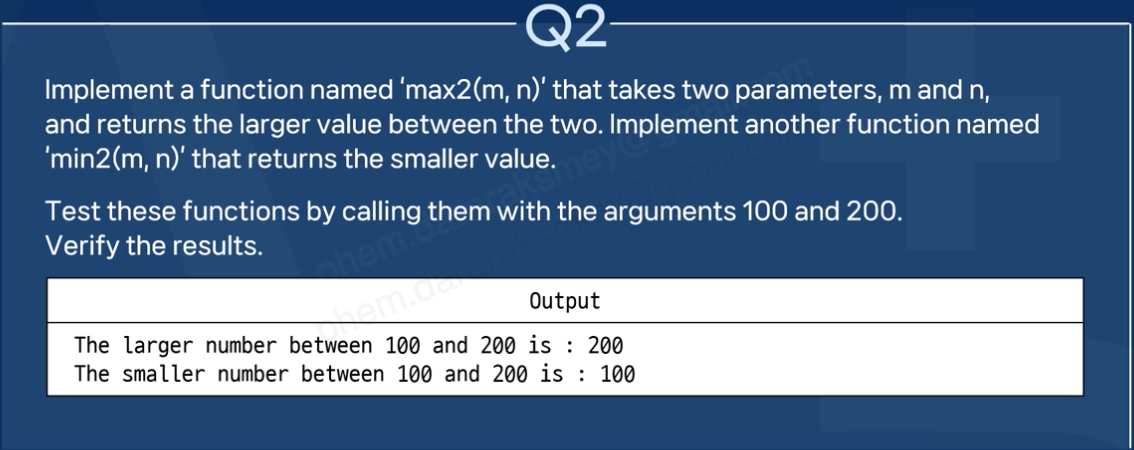 Q2
Implement a function named 'max2(m, n)' that takes two parameters, m and n,
and returns the larger value between the two. Implement another function named
'min2(m, n)' that returns the smaller value.
Test these functions by calling them with the arguments 100 and 200.
Verify the results.
Output
The larger number between 100 and 200 is : 200
The smaller number between 100 and 200 is : 100